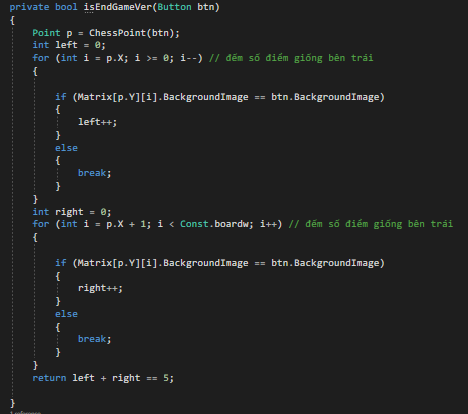 private bool isEndGameVer(Button btn)
{
Point p = ChessPoint(btn);
int left = 0;
for (int i = p.X; i >= 0; i--) // đếm số điểm giống bên trái
{
if (Matrix[p.Y][i].BackgroundImage == btn.BackgroundImage)
{
left++;
}
else
{
break;
}
}
int right = 0;
for (int i = p.X + 1; i < Const.boardw; i++) // đếm số điểm giống bên trái
{
if (Matrix[p.Y][i].BackgroundImage == btn.BackgroundImage)
{
right++;
}
else
{
break;
}
}
return left + right == 5;
}